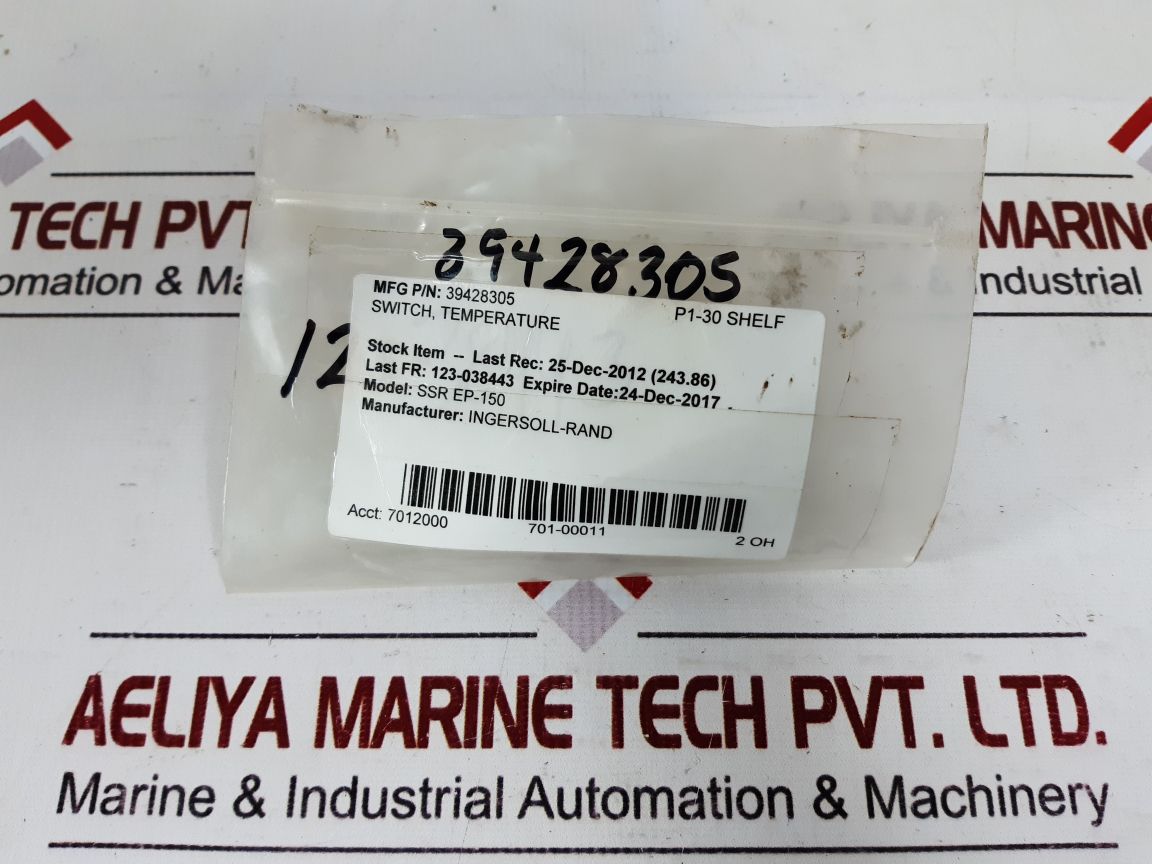 TECH PVT
MARINE
omation & Ma
ndustrial
39428305
12
MFG P/N: 39428305
P1-30 SHELF
SWITCH, TEMPERATURE
Stock Item -- Last Rec: 25-Dec-2012 (243.86)
Last FR: 123-038443 Expire Date:24-Dec-2017
Model: SSR EP-150
Manufacturer: INGERSOLL-RAND
Acct: 7012000
701-00011
2 OH
AELIYA MARINE TECH PVT. LTD.
Marine & Industrial Automation & Machinery